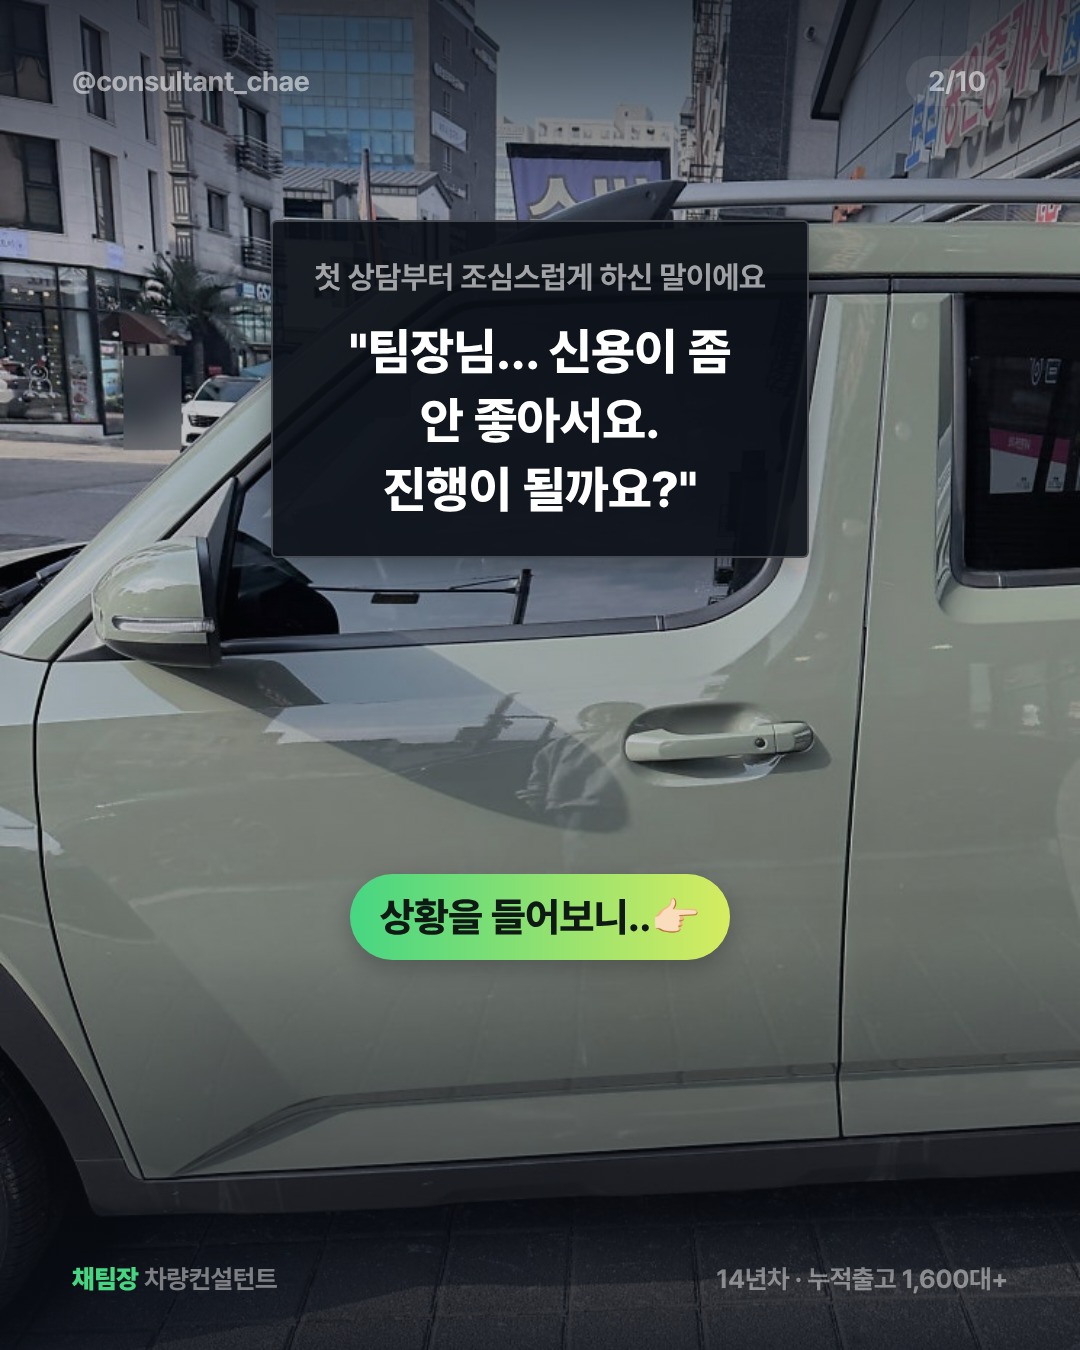 @consultant_chae
2/10
첫 상담부터 조심스럽게 하신 말이에요
"팀장님... 신용이 좀
안 좋아서요.
진행이 될까요?"
상황을 들어보니..👉🏻
채팀장 차량컨설턴트
14년차 · 누적출고 1,600대+